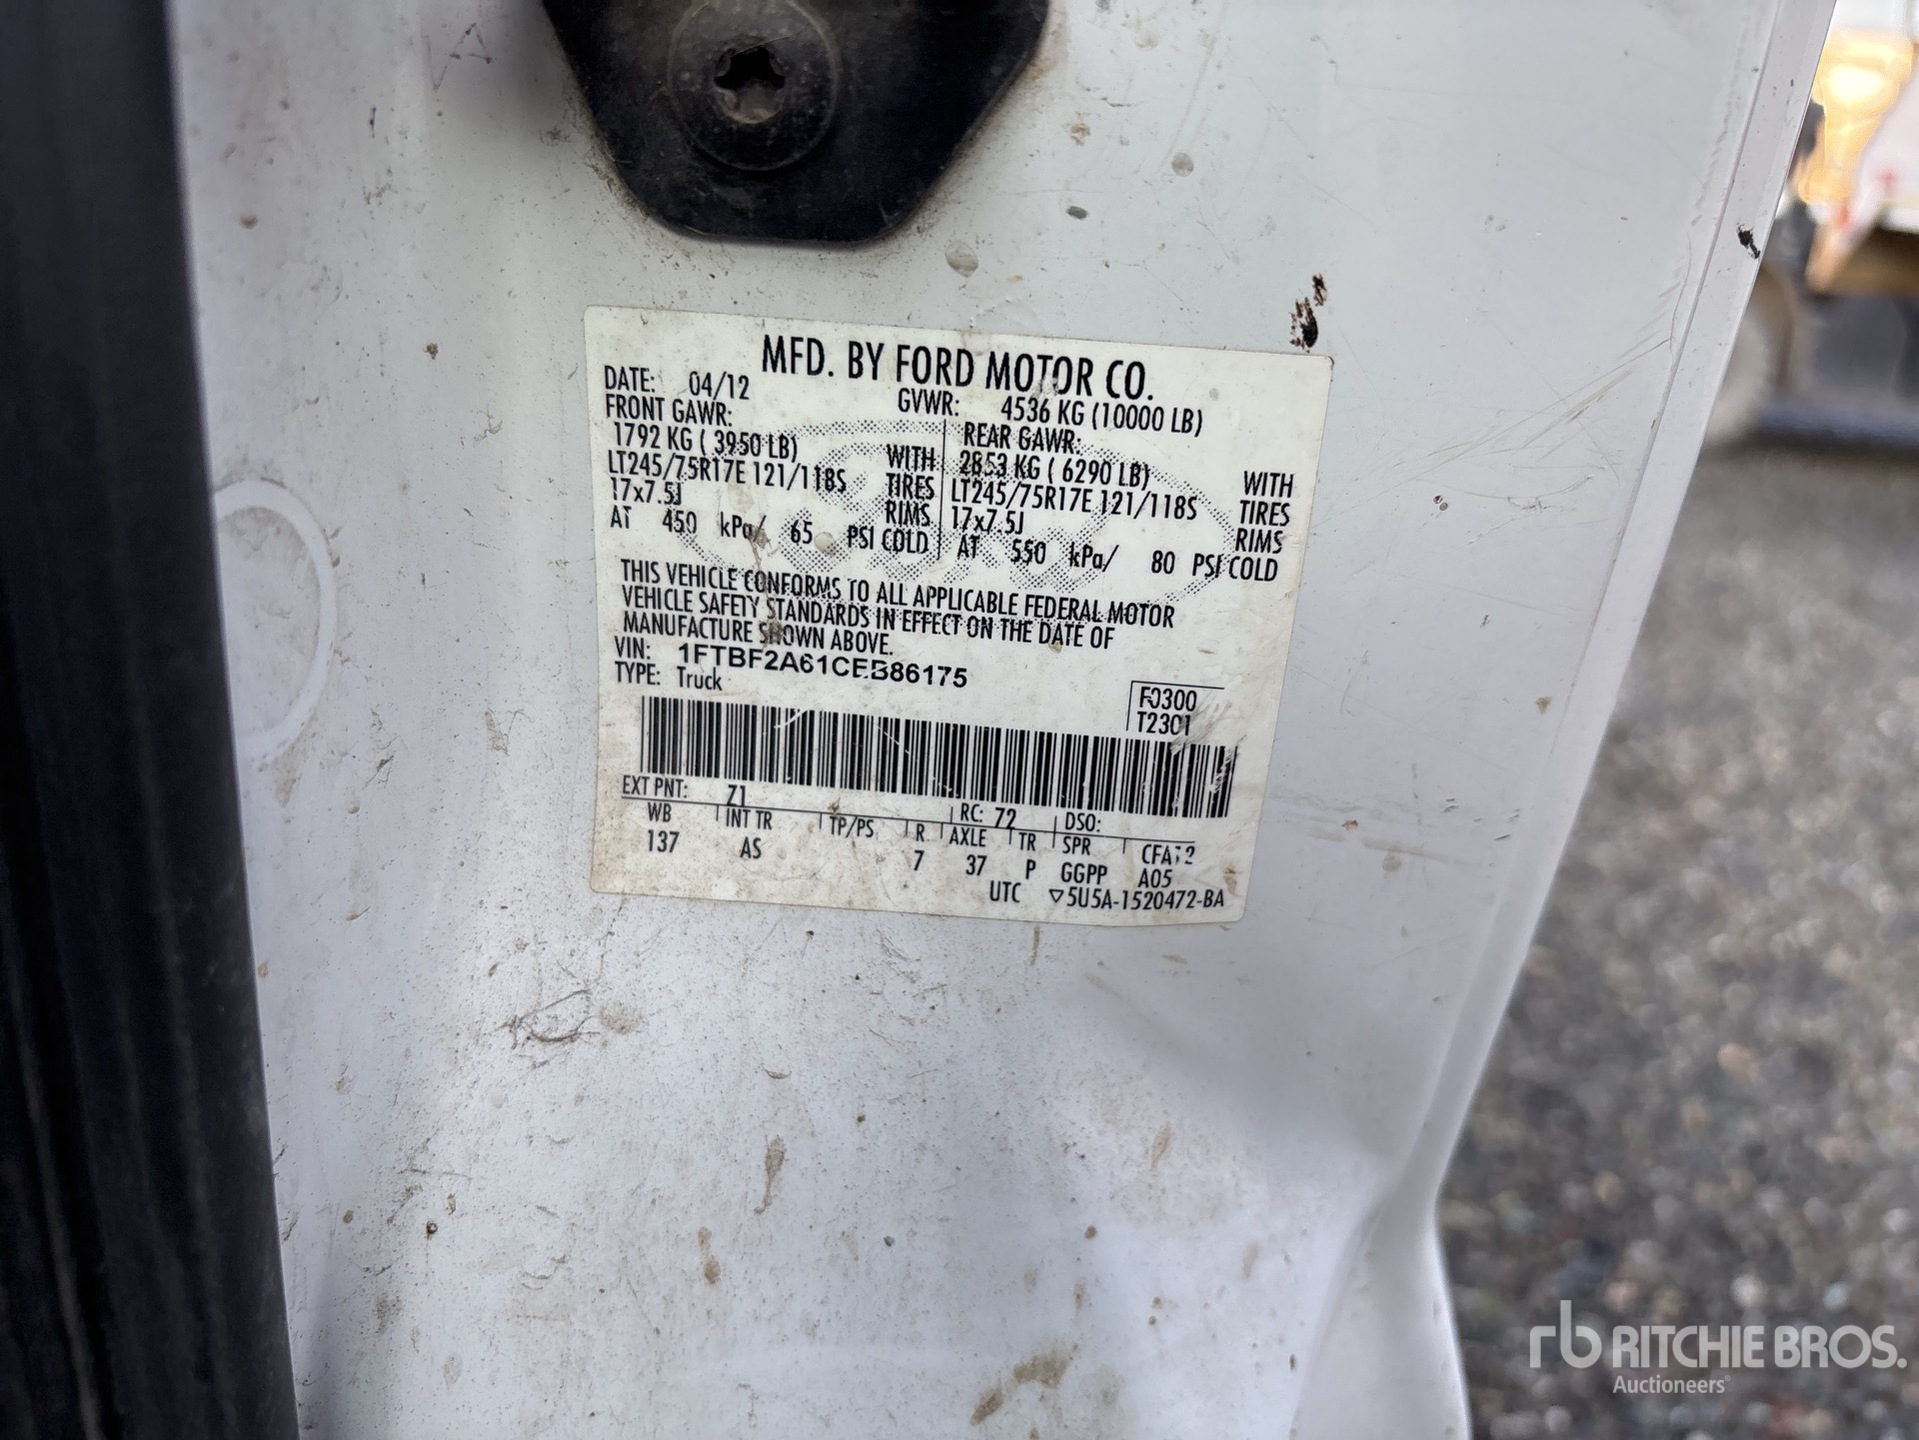 MFD. BY FORD MOTOR CO.
DATE: 04/12 GVWR: 4536 KG (10000 LB)
FRONT GAWR: REAR GAWR:
1792 KG ( 3950 LB) WITH 2853 KG ( 6290 LB) WITH
LT245/75R17E 121/118S TIRES LT245/75R17E 121/118S TIRES
17x7.5J RIMS 17x7.5J RIMS
AT 450 kPa/ 65 PSI COLD AT 550 kPa/ 80 PSI COLD
THIS VEHICLE CONFORMS TO ALL APPLICABLE FEDERAL MOTOR
VEHICLE SAFETY STANDARDS IN EFFECT ON THE DATE OF
MANUFACTURE SHOWN ABOVE.
VIN: 1FTBF2A61CEB86175
TYPE: Truck
F0300
T2301
EXT PNT: Z1 RC: 72 DSO:
WB INT TR TP/PS R AXLE TR SPR CFA12
137 AS 7 37 P GGPP A05
UTC ▽5U5A-1520472-BA
rb RITCHIE BROS.
Auctioneers